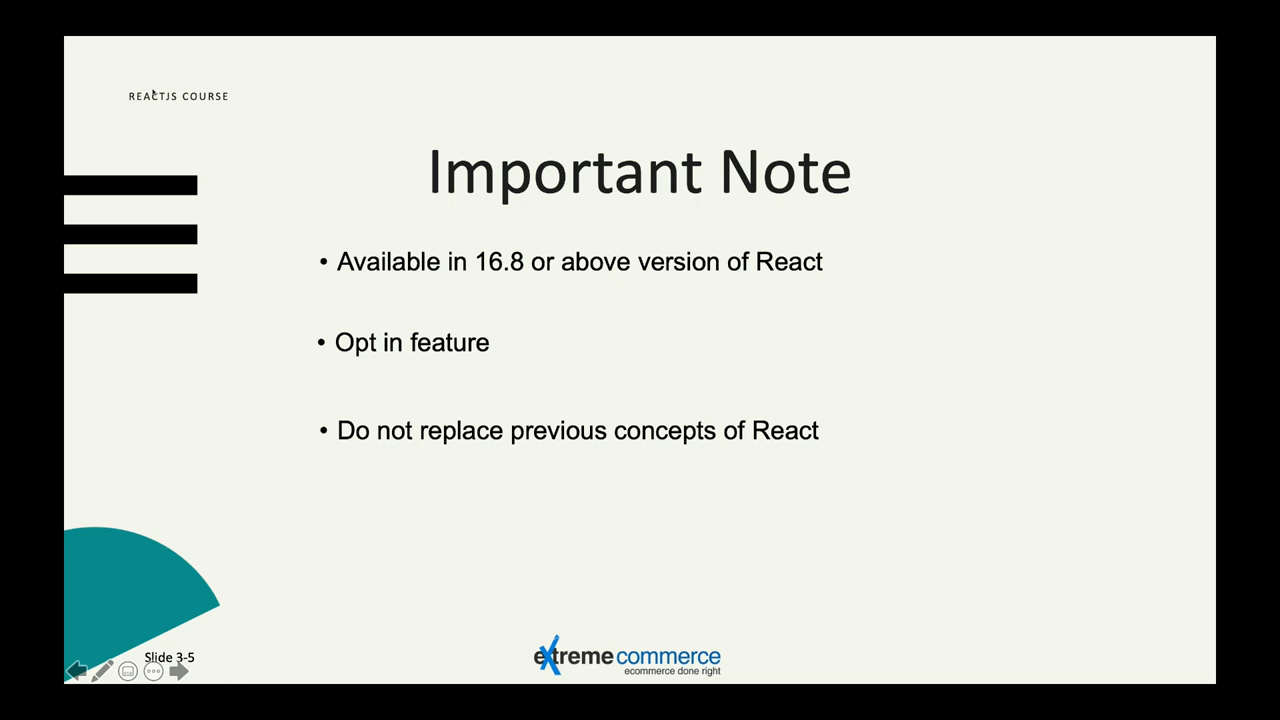 REACTJS COURSE
Important Note
• Available in 16.8 or above version of React
• Opt in feature
• Do not replace previous concepts of React
Slide 3-5
extreme commerce
ecommerce done right